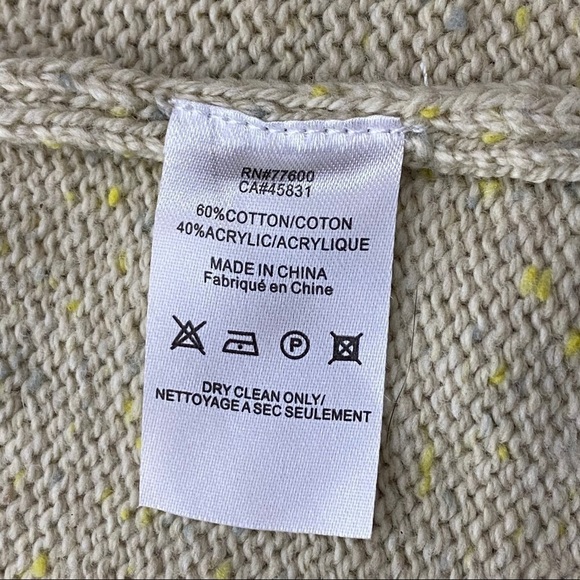 RN#77600
CA#45831
60%COTTON/COTON
40%ACRYLIC/ACRYLIQUE
MADE IN CHINA
Fabriqué en Chine
P
DRY CLEAN ONLY/
NETTOYAGE A SEC SEULEMENT